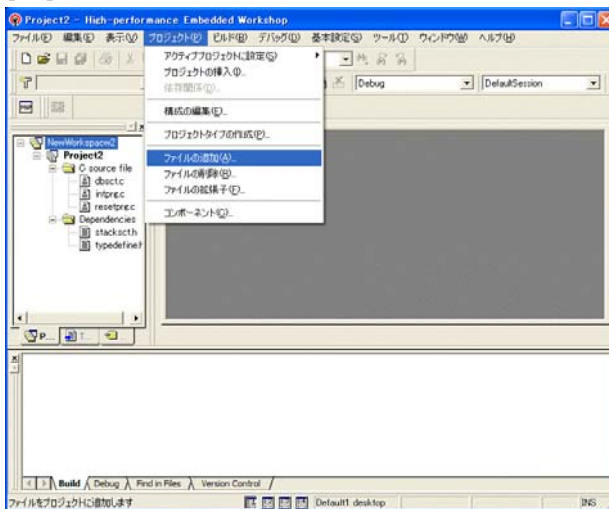 Project2 - High-performance Embedded Workshop
ファイル(F) 編集(E) 表示(V) プロジェクト(P) ビルド(B) デバッグ(D) 基本設定(S) ツール(T) ウィンドウ(W) ヘルプ(H)
アクティブプロジェクトに設定(S)
プロジェクトの挿入(I)...
依存関係(D)...
構成の編集(E)...
プロジェクトタイプの作成(P)...
ファイルの追加(A)...
ファイルの削除(R)...
ファイルの拡張子(F)...
コンポーネント(C)...
Debug
DefaultSession
NewWorkspace2
Project2
C source file
dbsct.c
intprg.c
resetprg.c
Dependencies
stacksct.h
typedefine.h
P... T...
Build Debug Find in Files Version Control
ファイルをプロジェクトに追加します Default1 desktop INS